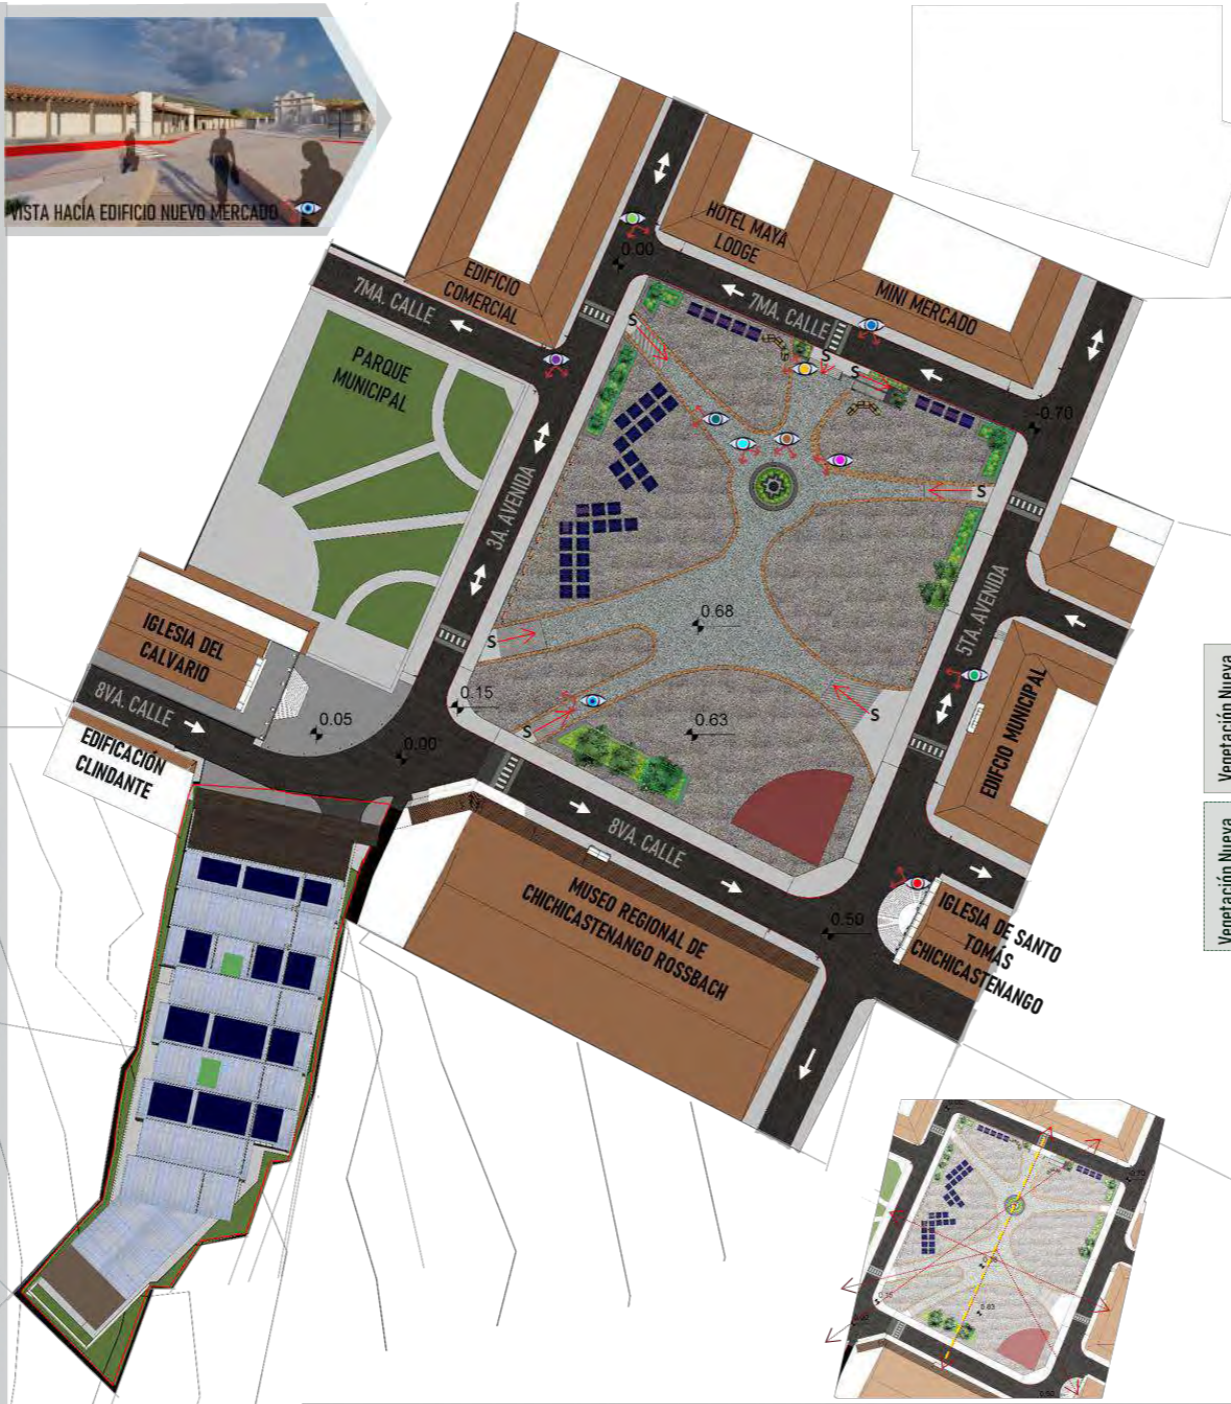 VISTA HACÍA EDIFICIO NUEVO MERCADO
HOTEL MAYA
LODGE
0.00
EDIFICIO
COMERCIAL
MINI MERCADO
7MA. CALLE
7MA. CALLE
S
S
S
PARQUE
MUNICIPAL
-0.70
3A. AVENIDA
S
5TA. AVENIDA
0.68
S
IGLESIA DEL
CALVARIO
EDIFCIO MUNICIPAL
Vegetación Nueva
8VA. CALLE
0.15
0.05
0.63
S
S
0.00
EDIFICACIÓN
CLINDANTE
8VA. CALLE
Vegetación Nueva
MUSEO REGIONAL DE
CHICHICASTENANGO ROSSBACH
0.50
IGLESIA DE SANTO
TOMÁS
CHICHICASTENANGO
0.63